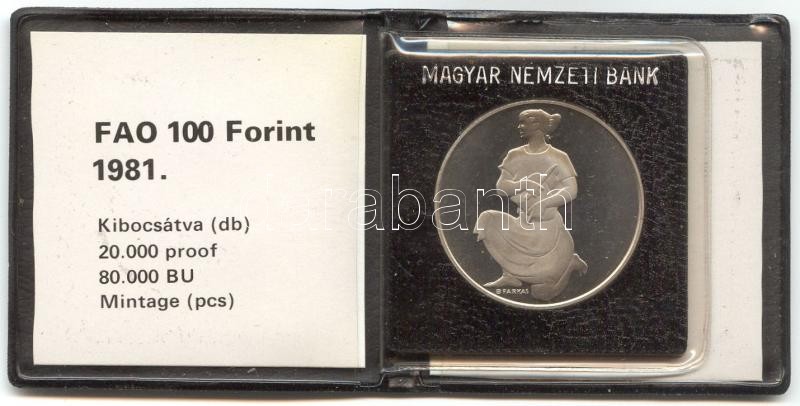 FAO 100 Forint
1981.
Kibocsátva (db)
20.000 proof
80.000 BU
Mintage (pcs)
MAGYAR NEMZETI BANK
B FARKAS
rabanth